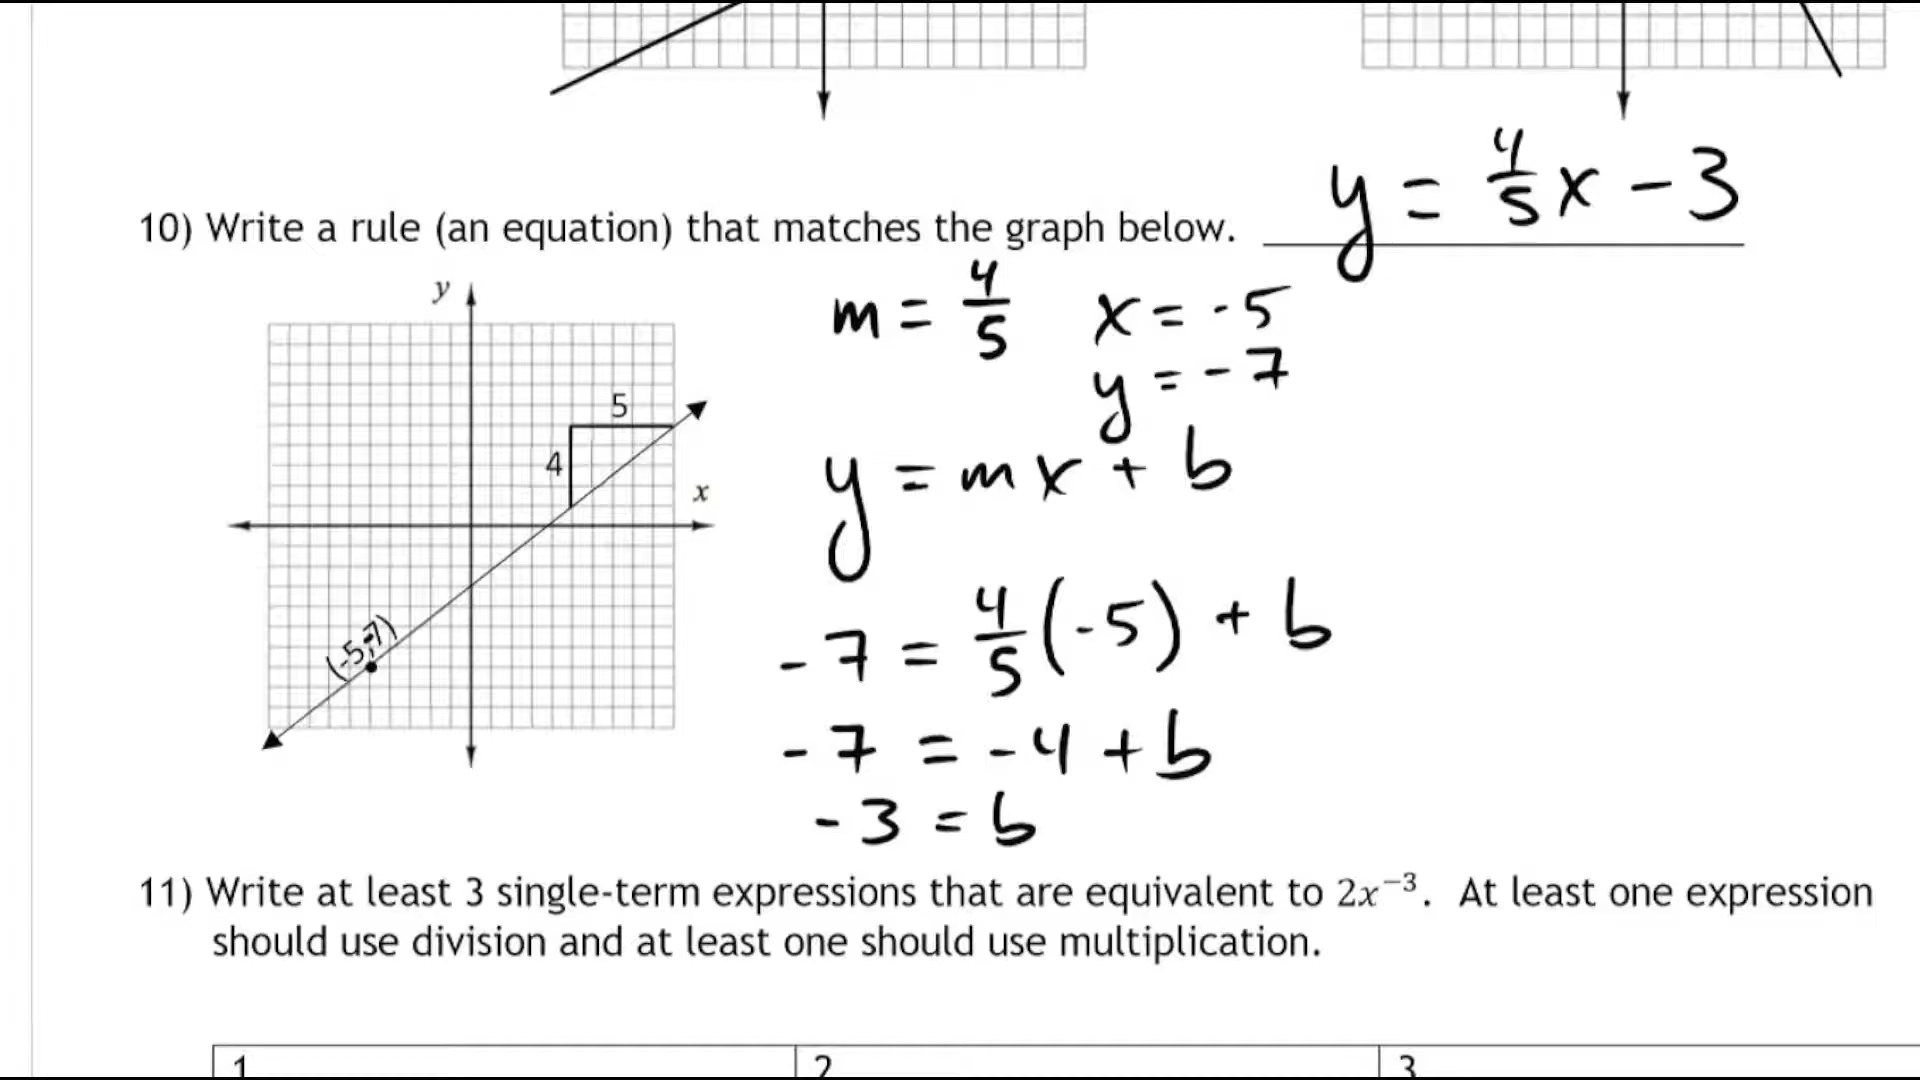 y = 4/5 x - 3
10) Write a rule (an equation) that matches the graph below.
y
5
4
x
(-5,-7)
m = 4/5
x = -5
y = -7
y = mx + b
-7 = 4/5 (-5) + b
-7 = -4 + b
-3 = b
11) Write at least 3 single-term expressions that are equivalent to 2x⁻³. At least one expression
should use division and at least one should use multiplication.
1 2 3